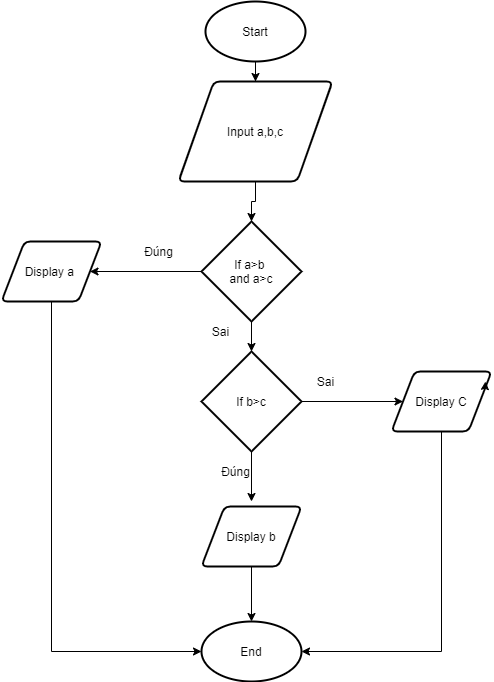 Start
Input a,b,c
Đúng
If a>b
and a>c
Display a
Sai
If b>c
Sai
Display C
Đúng
Display b
End